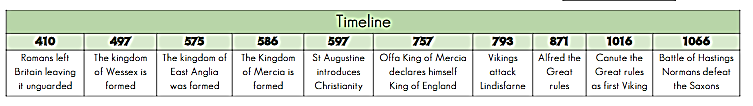 Timeline
410 497 575 586 597 757 793 871 1016 1066
Romans left The kingdom The kingdom of The Kingdom St Augustine Offa King of Mercia Vikings Alfred the Canute the Battle of Hastings
Britain leaving of Wessex is East Anglia of Mercia is introduces declares himself attack Great Great rules Normans defeat
it unguarded formed was formed formed Christianity King of England Lindisfarne rules as first Viking the Saxons